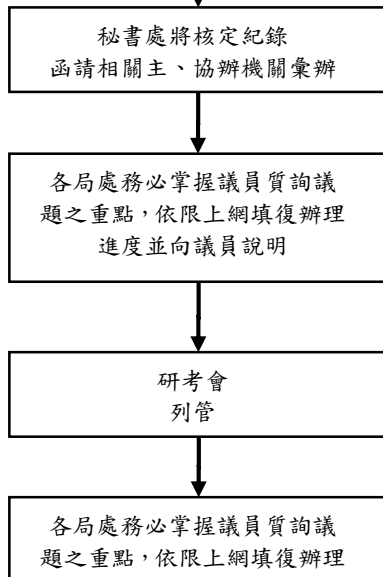 秘書處將核定紀錄
函請相關主、協辦機關彙辦
各局處務必掌握議員質詢議
題之重點，依限上網填復辦理
進度並向議員說明
研考會
列管
各局處務必掌握議員質詢議
題之重點，依限上網填復辦理